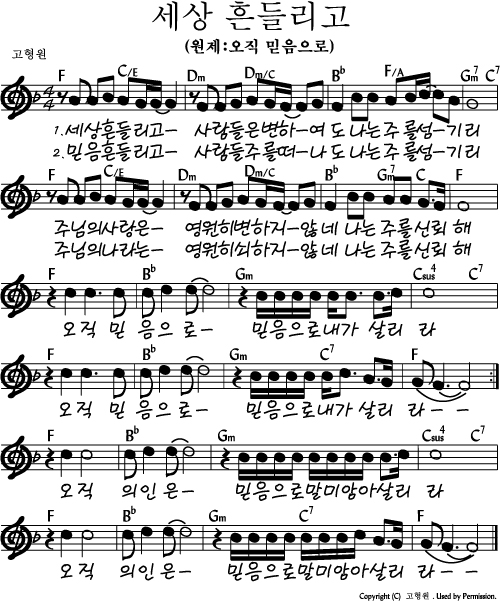 세상 흔들리고
(원제:오직 믿음으로)
고형원
F C/E Dm Dm/C Bb F/A Gm7 C7
1.세상흔들리고- 사람들은변하-여 도 나는주 를섬-기리
2.믿음흔들리고- 사람들주를떠-나 도 나는주 를섬-기리
F C/E Dm Dm/C Bb Gm7 C F
주님의사랑은- 영원히변하지-않네 나는주를신뢰 해
주님의나라는- 영원히쇠하지-않네 나는주를신뢰 해
F Bb Gm Csus4 C7
오직 믿 음으 로- 믿음으로내가 살리 라
F Bb Gm C7 F
오직 믿 음으 로- 믿음으로내가 살리 라- -
F Bb Gm Csus4 C7
오직 의인 은- 믿음으로말미암아살리 라
F Bb Gm C7 F
오직 의인 은- 믿음으로말미암아살리 라- -
Copyright (C) 고형원 . Used by Permission.